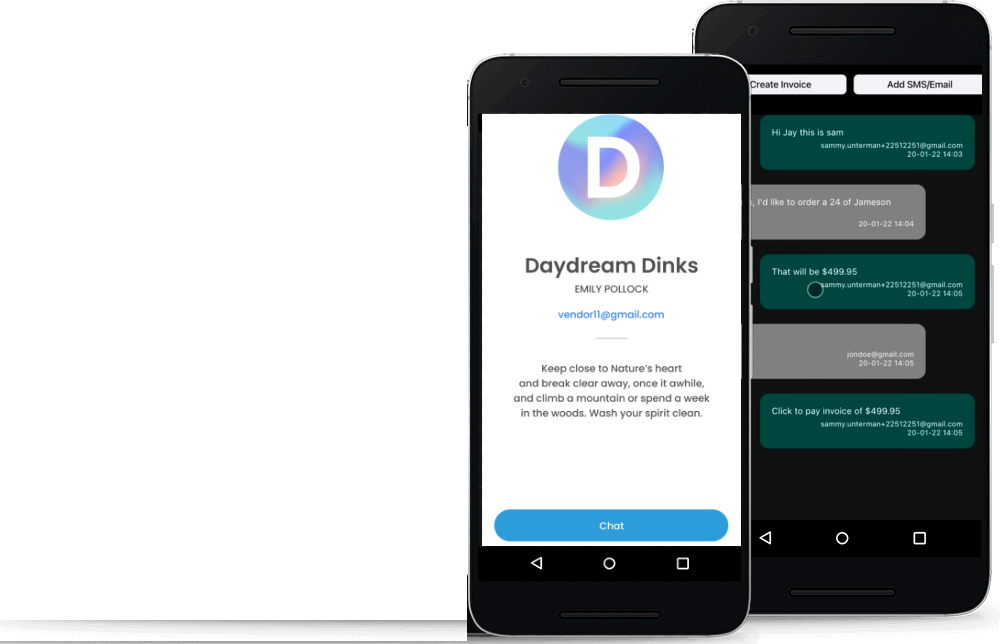 D
Daydream Dinks
EMILY POLLOCK
vendor11@gmail.com
Keep close to Nature's heart
and break clear away, once it awhile,
and climb a mountain or spend a week
in the woods. Wash your spirit clean.
Chat
Create Invoice
Add SMS/Email
Hi Jay this is sam
sammy.unterman+22512251@gmail.com
20-01-22 14:03
, I'd like to order a 24 of Jameson
20-01-22 14:04
That will be $499.95
sammy.unterman+22512251@gmail.com
20-01-22 14:05
jondoe@gmail.com
20-01-22 14:05
Click to pay invoice of $499.95
sammy.unterman+22512251@gmail.com
20-01-22 14:05